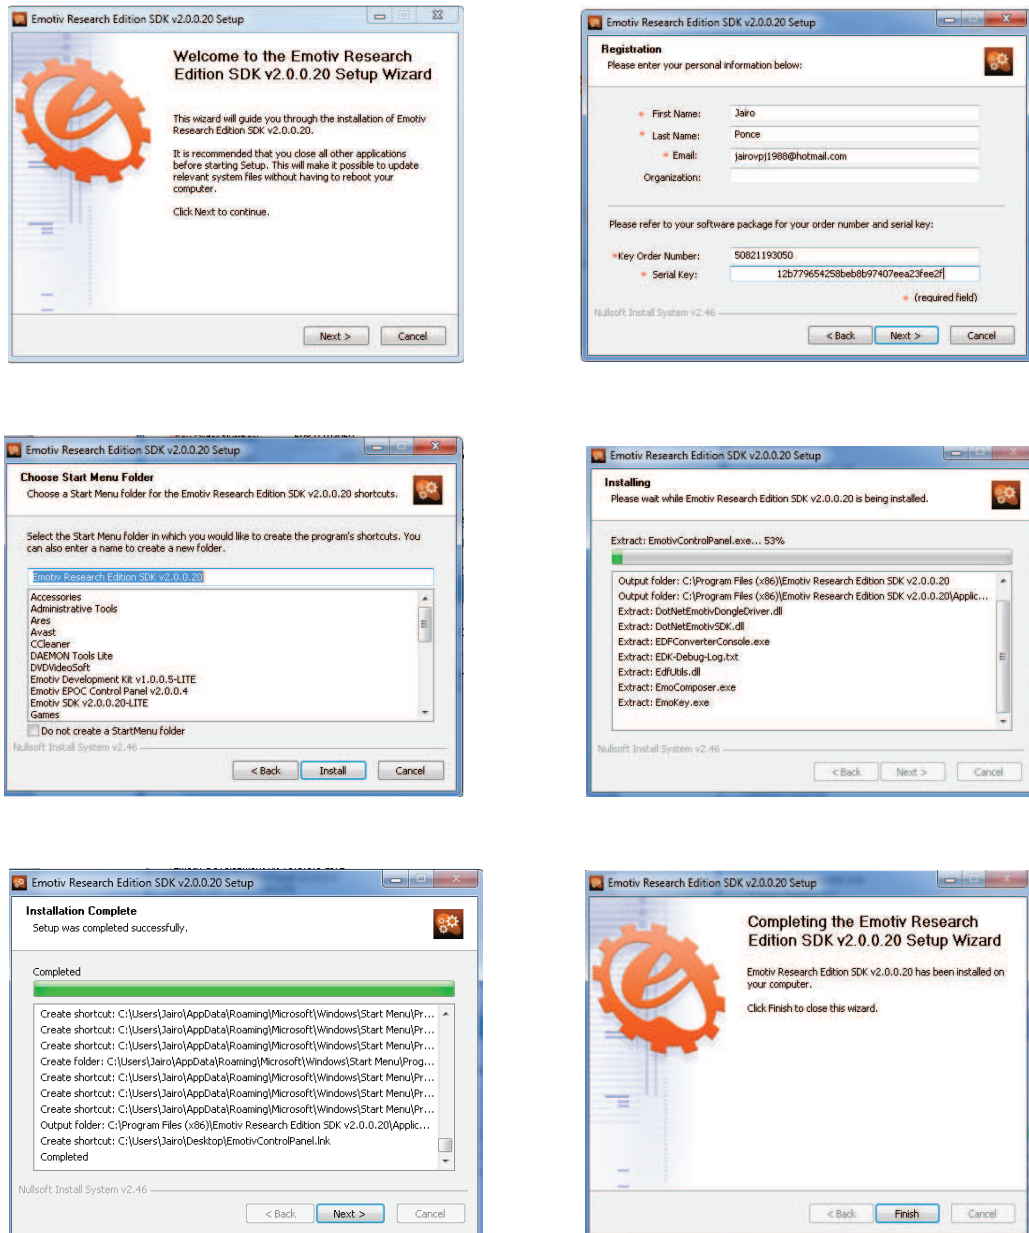 Emotiv Research Edition SDK v2.0.0.20 Setup
Welcome to the Emotiv Research
Edition SDK v2.0.0.20 Setup Wizard
This wizard will guide you through the installation of Emotiv
Research Edition SDK v2.0.0.20.
It is recommended that you close all other applications
before starting Setup. This will make it possible to update
relevant system files without having to reboot your
computer.
Click Next to continue.
Next >
Cancel
Emotiv Research Edition SDK v2.0.0.20 Setup
Registration
Please enter your personal information below:
* First Name: Jairo
* Last Name: Ponce
* Email: jairovpj1988@hotmail.com
Organization:
Please refer to your software package for your order number and serial key:
*Key Order Number: 50821193050
* Serial Key: 12b779654258beb8b97407eea23fee2f
* (required field)
Nullsoft Install System v2.46
< Back
Next >
Cancel
Emotiv Research Edition SDK v2.0.0.20 Setup
Choose Start Menu Folder
Choose a Start Menu folder for the Emotiv Research Edition SDK v2.0.0.20 shortcuts.
Select the Start Menu folder in which you would like to create the program's shortcuts. You
can also enter a name to create a new folder.
Emotiv Research Edition SDK v2.0.0.20
Accessories
Administrative Tools
Ares
Avast
CCleaner
DAEMON Tools Lite
DVDVideoSoft
Emotiv Development Kit v1.0.0.5-LITE
Emotiv EPOC Control Panel v2.0.0.4
Emotiv SDK v2.0.0.20-LITE
Games
Do not create a StartMenu folder
Nullsoft Install System v2.46
< Back
Install
Cancel
Emotiv Research Edition SDK v2.0.0.20 Setup
Installing
Please wait while Emotiv Research Edition SDK v2.0.0.20 is being installed.
Extract: EmotivControlPanel.exe... 53%
Output folder: C:\Program Files (x86)\Emotiv Research Edition SDK v2.0.0.20
Output folder: C:\Program Files (x86)\Emotiv Research Edition SDK v2.0.0.20\Applic...
Extract: DotNetEmotivDongleDriver.dll
Extract: DotNetEmotivSDK.dll
Extract: EDFConverterConsole.exe
Extract: EDK-Debug-Log.txt
Extract: EdfUtils.dll
Extract: EmoComposer.exe
Extract: EmoKey.exe
Nullsoft Install System v2.46
< Back
Next >
Cancel
Emotiv Research Edition SDK v2.0.0.20 Setup
Installation Complete
Setup was completed successfully.
Completed
Create shortcut: C:\Users\Jairo\AppData\Roaming\Microsoft\Windows\Start Menu\Pr...
Create shortcut: C:\Users\Jairo\AppData\Roaming\Microsoft\Windows\Start Menu\Pr...
Create shortcut: C:\Users\Jairo\AppData\Roaming\Microsoft\Windows\Start Menu\Pr...
Create folder: C:\Users\Jairo\AppData\Roaming\Microsoft\Windows\Start Menu\Prog...
Create shortcut: C:\Users\Jairo\AppData\Roaming\Microsoft\Windows\Start Menu\Pr...
Create shortcut: C:\Users\Jairo\AppData\Roaming\Microsoft\Windows\Start Menu\Pr...
Create shortcut: C:\Users\Jairo\AppData\Roaming\Microsoft\Windows\Start Menu\Pr...
Output folder: C:\Program Files (x86)\Emotiv Research Edition SDK v2.0.0.20\Applic...
Create shortcut: C:\Users\Jairo\Desktop\EmotivControlPanel.lnk
Completed
Nullsoft Install System v2.46
< Back
Next >
Cancel
Emotiv Research Edition SDK v2.0.0.20 Setup
Completing the Emotiv Research
Edition SDK v2.0.0.20 Setup Wizard
Emotiv Research Edition SDK v2.0.0.20 has been installed on
your computer.
Click Finish to close this wizard.
< Back
Finish
Cancel